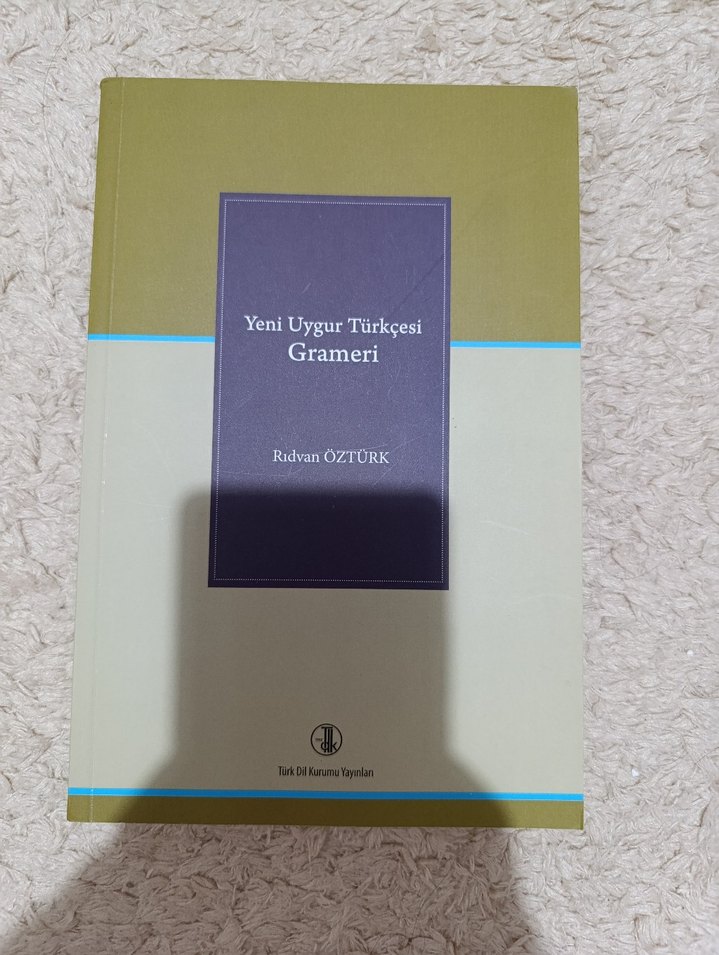 Yeni Uygur Türkçesi
Grameri
Rıdvan ÖZTÜRK
Türk Dil Kurumu Yayınları